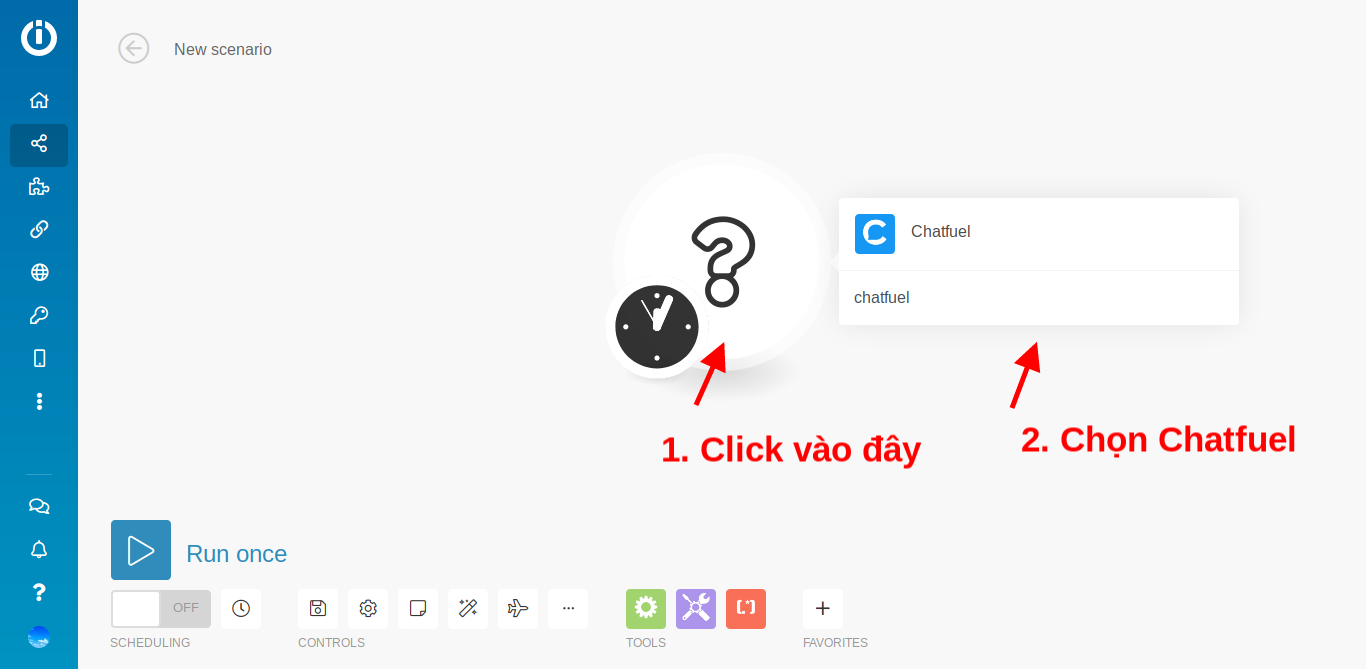 New scenario
Chatfuel
chatfuel
1. Click vào đây
2. Chọn Chatfuel
Run once
OFF
SCHEDULING
CONTROLS
TOOLS
FAVORITES